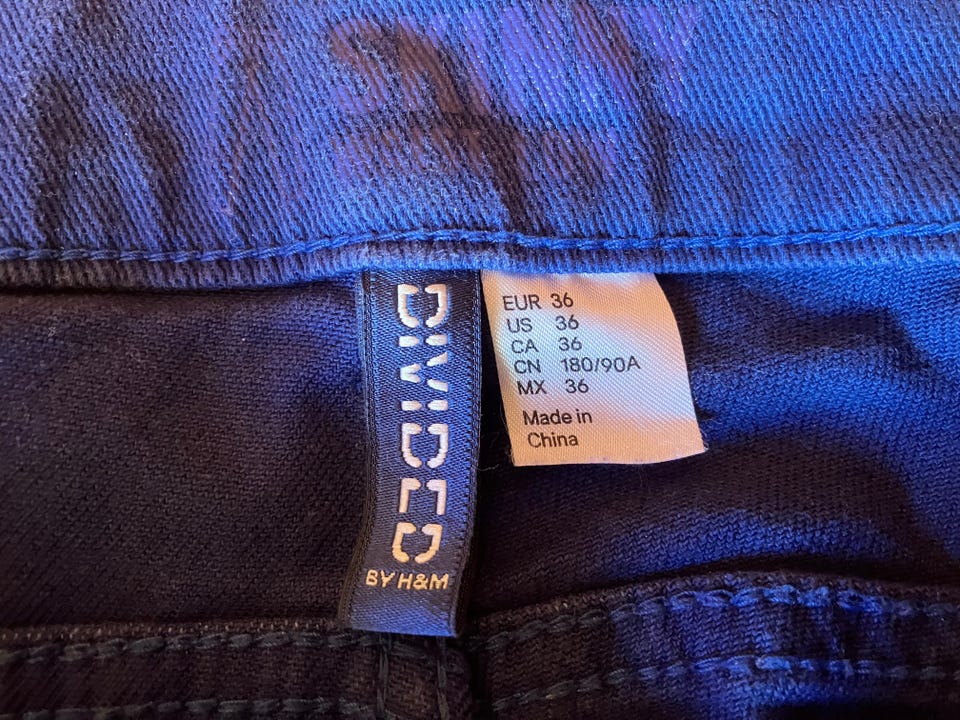 DIVIDED
BY H&M
EUR 36
US 36
CA 36
CN 180/90A
MX 36
Made in
China